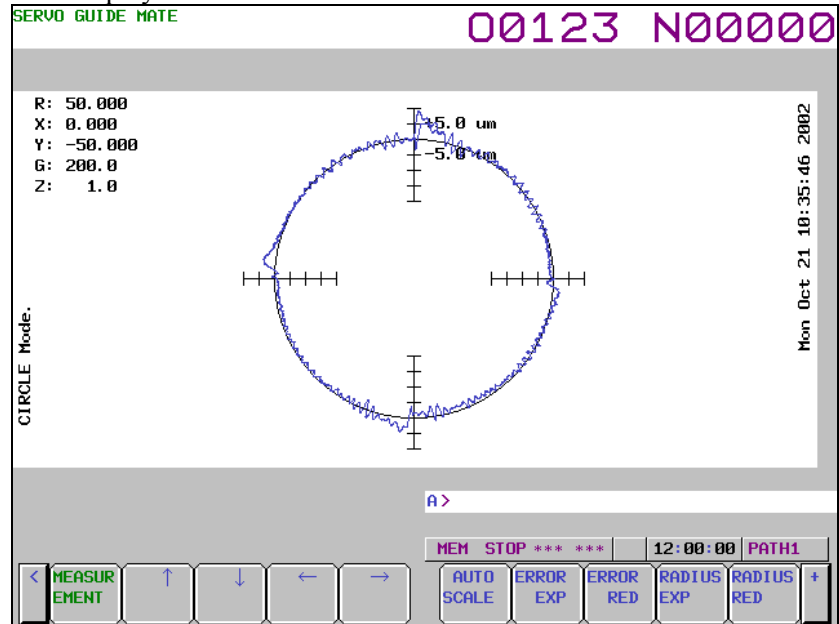 SERVO GUIDE MATE
O0123 N00000
R: 50.000
X: 0.000
Y: -50.000
G: 200.0
Z: 1.0
+5.0 um
-5.0 um
Mon Oct 21 10:35:46 2002
CIRCLE Mode.
A>
MEM STOP *** ***
12:00:00
PATH1
<
MEASUREMENT
↑
↓
←
→
AUTO SCALE
ERROR EXP
ERROR RED
RADIUS EXP
RADIUS RED
+